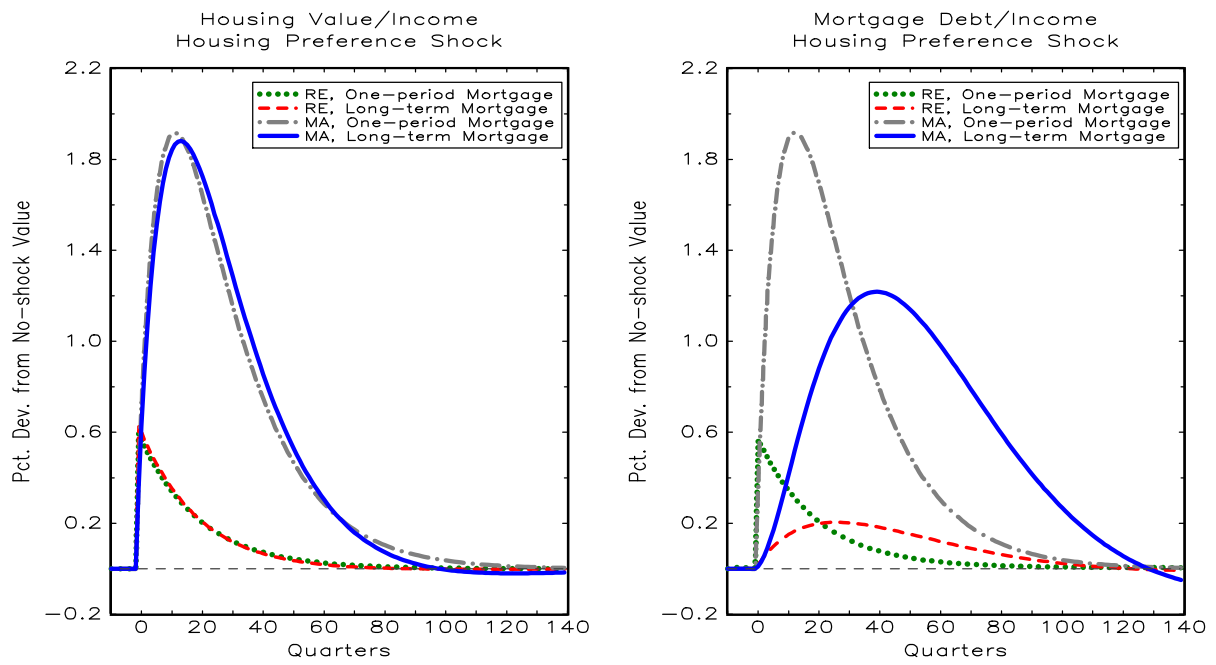 Housing Value/Income
Housing Preference Shock
Pct. Dev. from No-shock Value
2.2
1.8
1.4
1.0
0.6
0.2
-0.2
RE, One-period Mortgage
RE, Long-term Mortgage
MA, One-period Mortgage
MA, Long-term Mortgage
0 20 40 60 80 100 120 140
Quarters
Mortgage Debt/Income
Housing Preference Shock
Pct. Dev. from No-shock Value
2.2
1.8
1.4
1.0
0.6
0.2
-0.2
RE, One-period Mortgage
RE, Long-term Mortgage
MA, One-period Mortgage
MA, Long-term Mortgage
0 20 40 60 80 100 120 140
Quarters